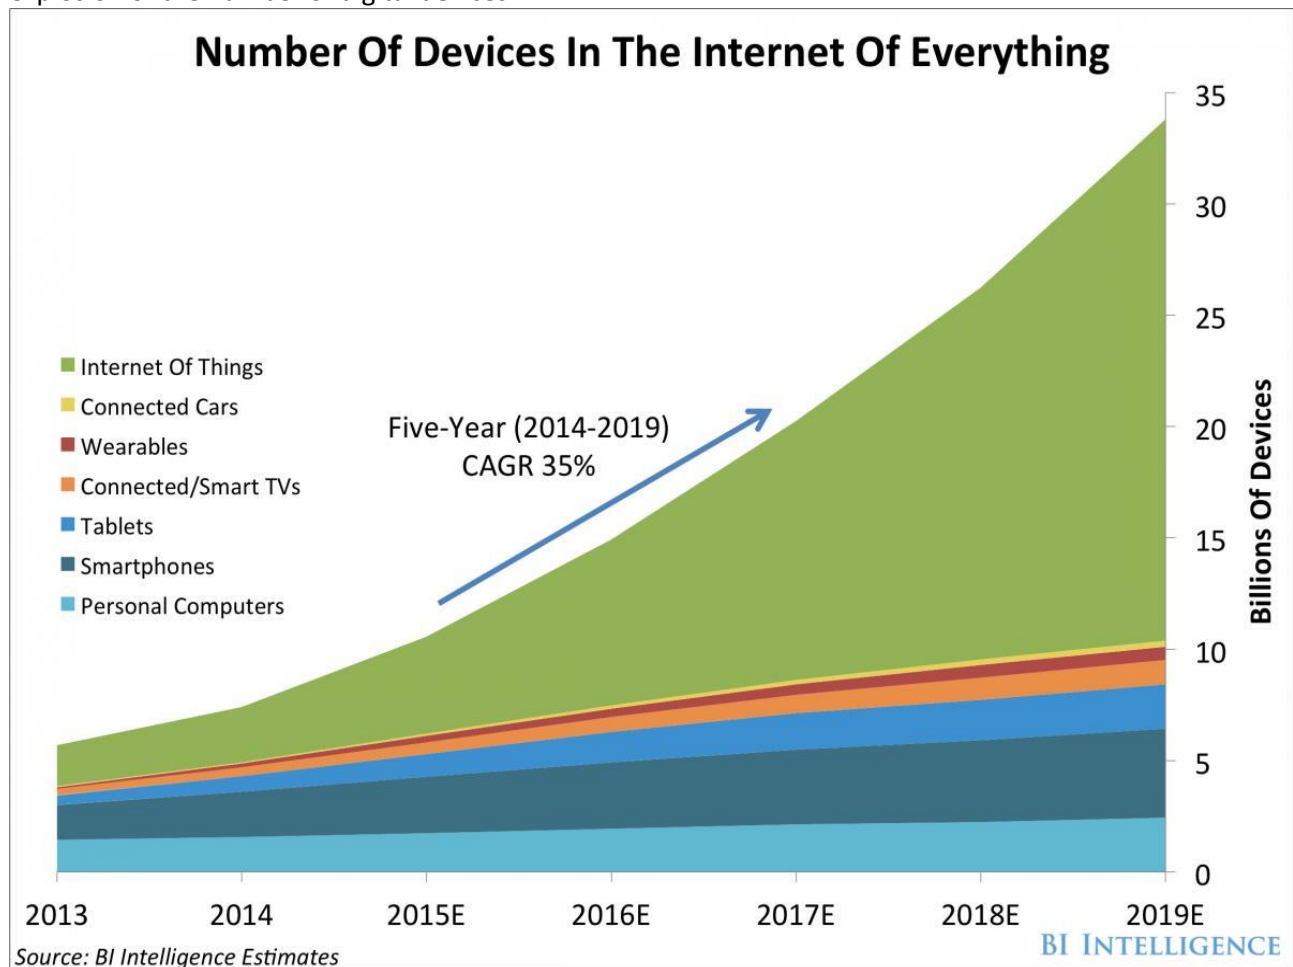 Number Of Devices In The Internet Of Everything
35
30
25
20
15
10
5
0
Billions Of Devices
Internet Of Things
Connected Cars
Wearables
Connected/Smart TVs
Tablets
Smartphones
Personal Computers
Five-Year (2014-2019)
CAGR 35%
2013 2014 2015E 2016E 2017E 2018E 2019E
Source: BI Intelligence Estimates
BI INTELLIGENCE